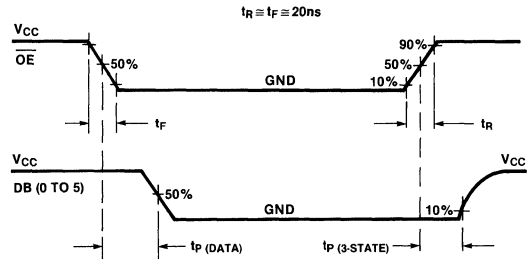 tR ≅ tF ≅ 20ns
VCC
OE
50%
GND
90%
50%
10%
tF
tR
VCC
DB (0 TO 5)
50%
GND
10%
VCC
tP (DATA)
tP (3-STATE)